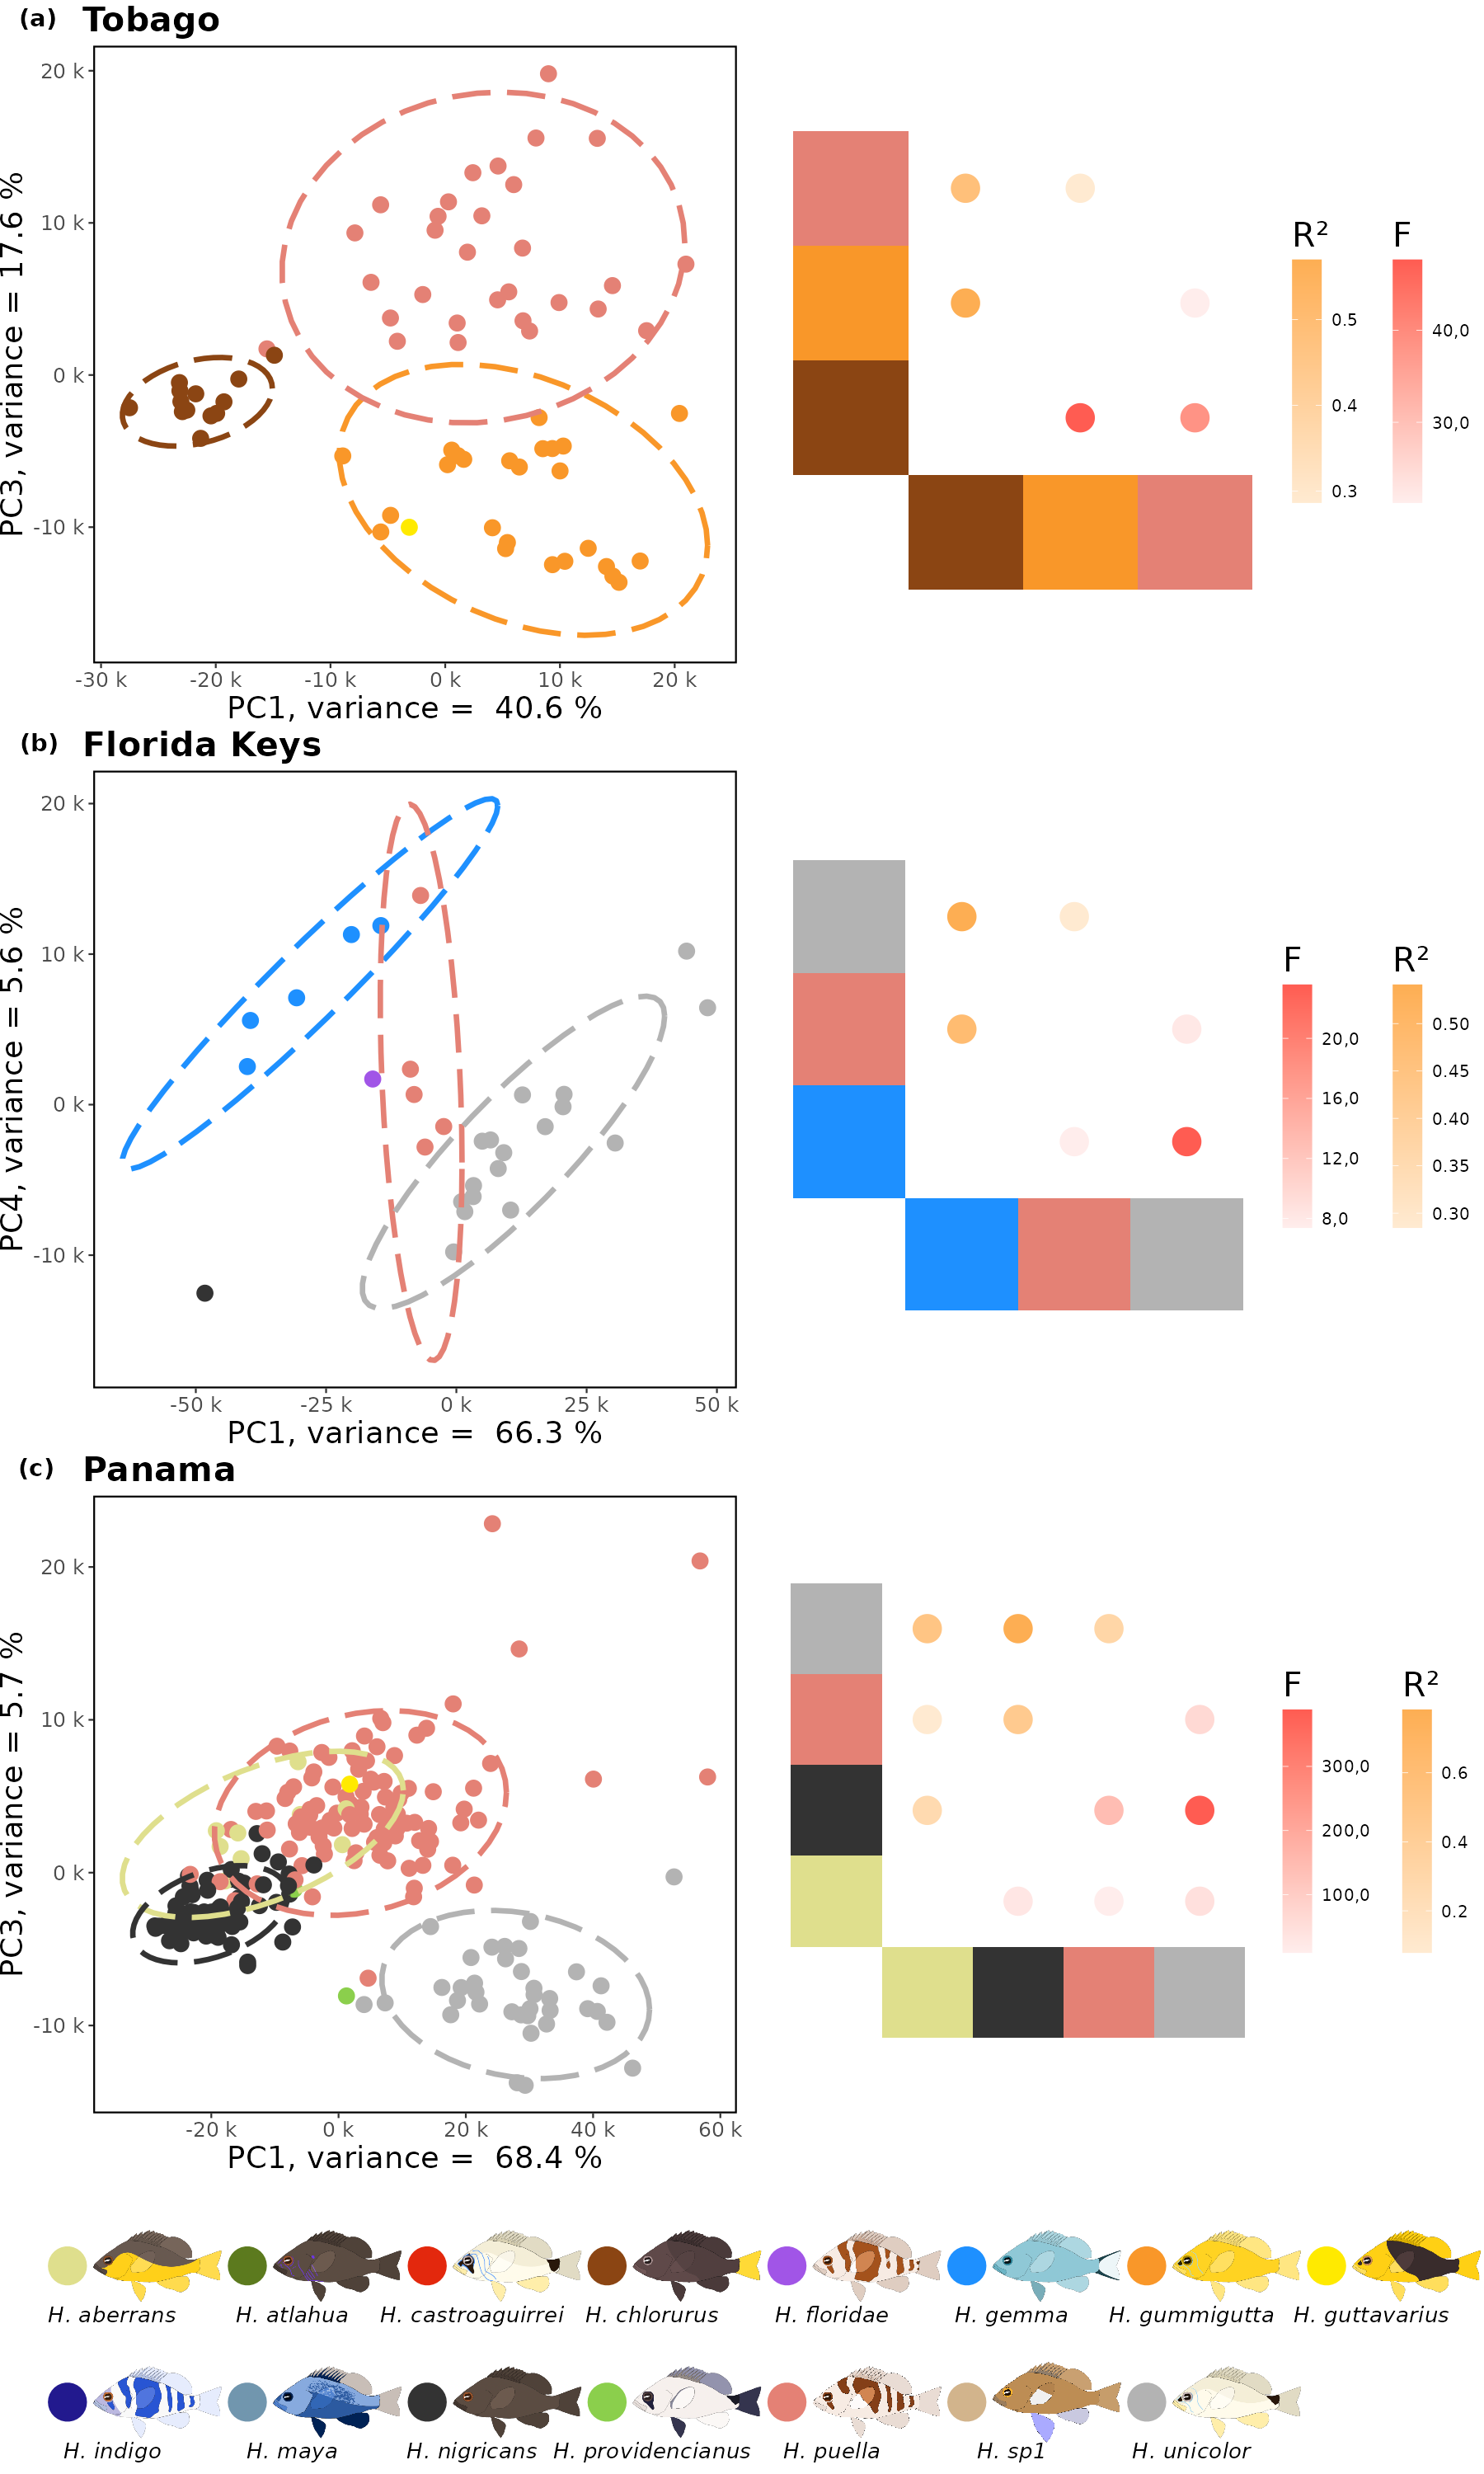 (a) Tobago
20 k
10 k
0 k
-10 k
PC3, variance = 17.6 %
-30 k -20 k -10 k 0 k 10 k 20 k
PC1, variance = 40.6 %
R² F
0.5
0.4
0.3
40,0
30,0
(b) Florida Keys
20 k
10 k
0 k
-10 k
PC4, variance = 5.6 %
-50 k -25 k 0 k 25 k 50 k
PC1, variance = 66.3 %
F R²
20,0
16,0
12,0
8,0
0.50
0.45
0.40
0.35
0.30
(c) Panama
20 k
10 k
0 k
-10 k
PC3, variance = 5.7 %
-20 k 0 k 20 k 40 k 60 k
PC1, variance = 68.4 %
F R²
300,0
200,0
100,0
0.6
0.4
0.2
H. aberrans H. atlahua H. castroaguirrei H. chlorurus H. floridae H. gemma H. gummigutta H. guttavarius
H. indigo H. maya H. nigricans H. providencianus H. puella H. sp1 H. unicolor